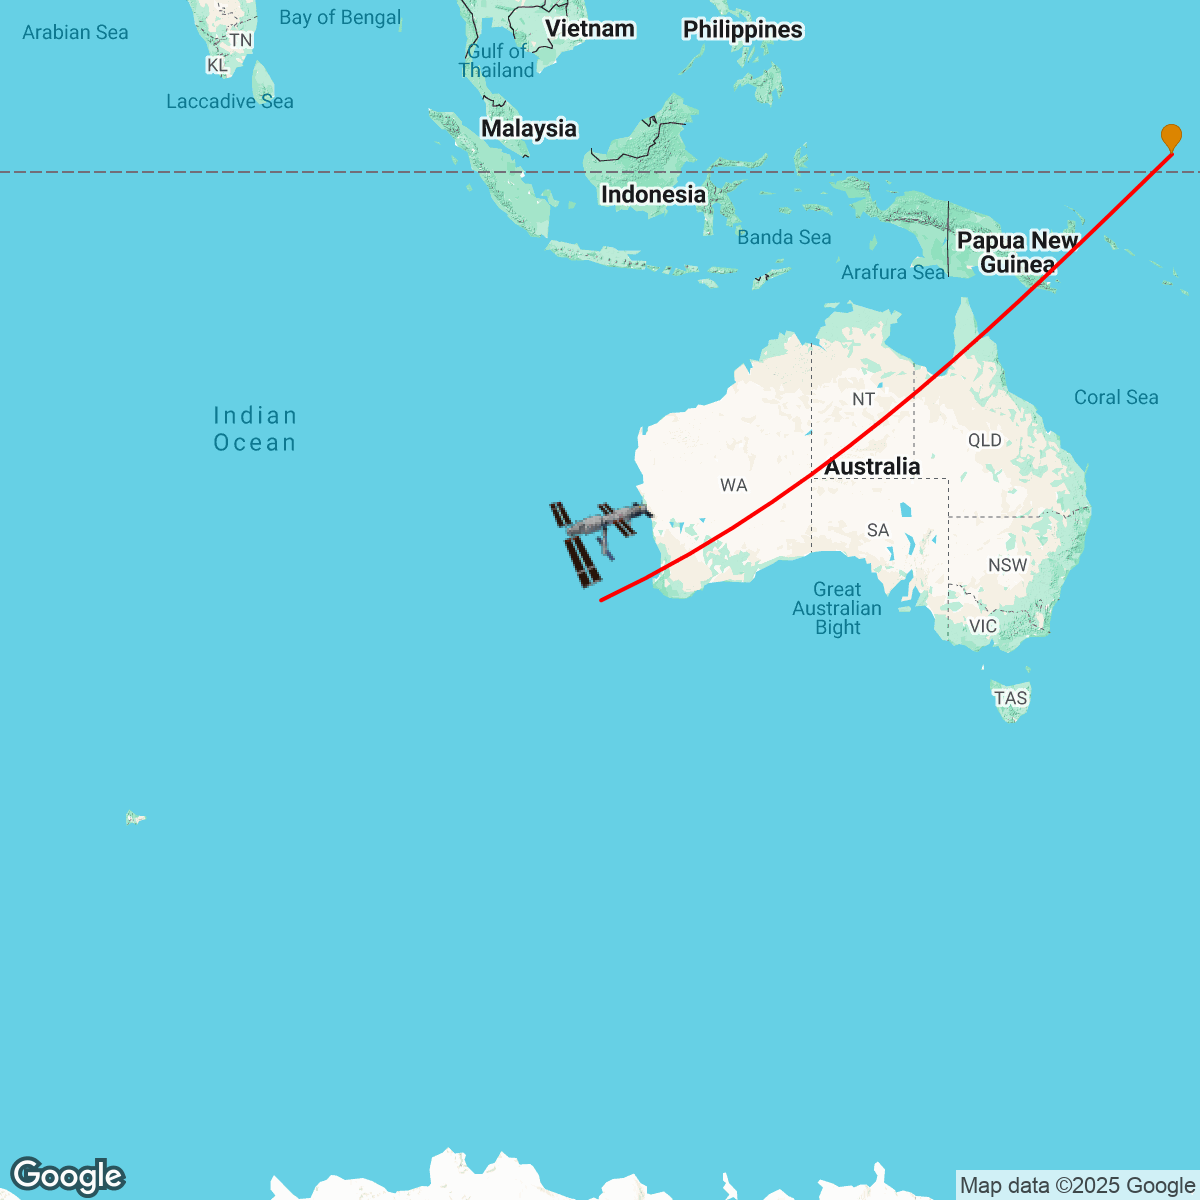 Bay of Bengal
Arabian Sea
Vietnam
Philippines
TN
Gulf of
Thailand
KL
Laccadive Sea
Malaysia
Indonesia
Banda Sea
Papua New
Guinea
Arafura Sea
Indian
Ocean
NT
Coral Sea
QLD
Australia
WA
SA
NSW
Great
Australian
Bight
VIC
TAS
Google
Map data ©2025 Google